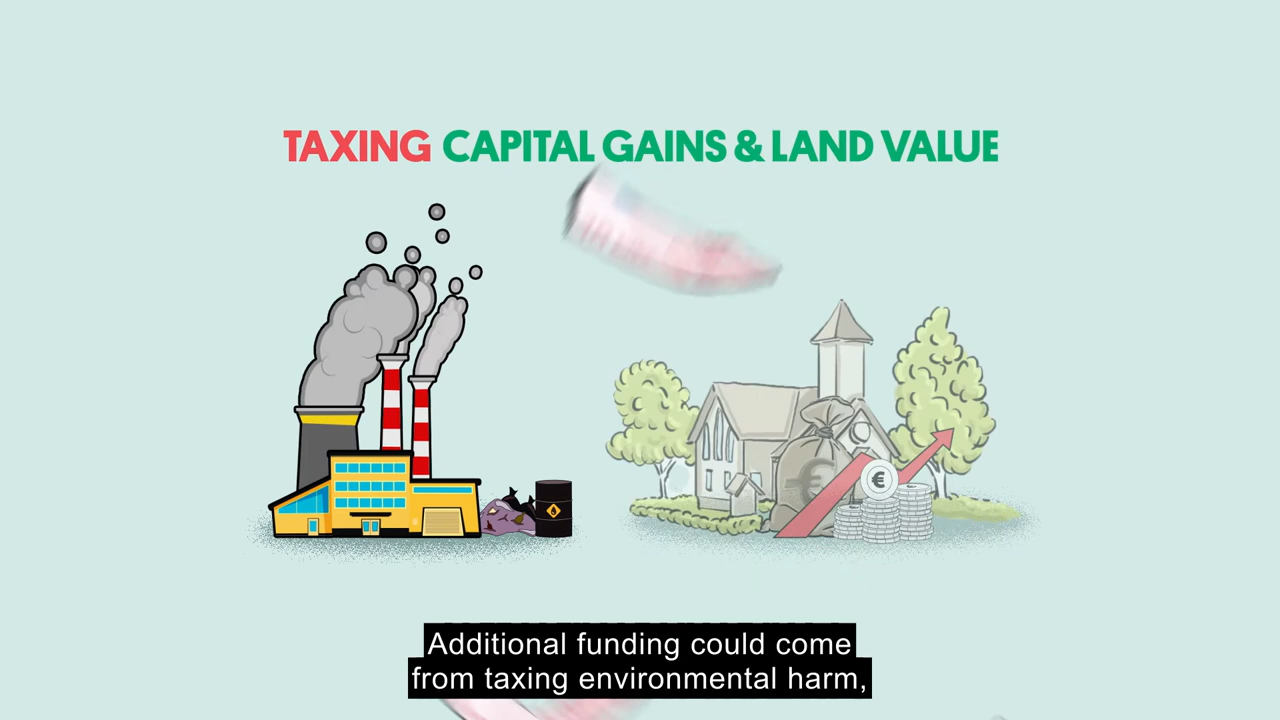 TAXING CAPITAL GAINS & LAND VALUE
€
€
Additional funding could come
from taxing environmental harm,